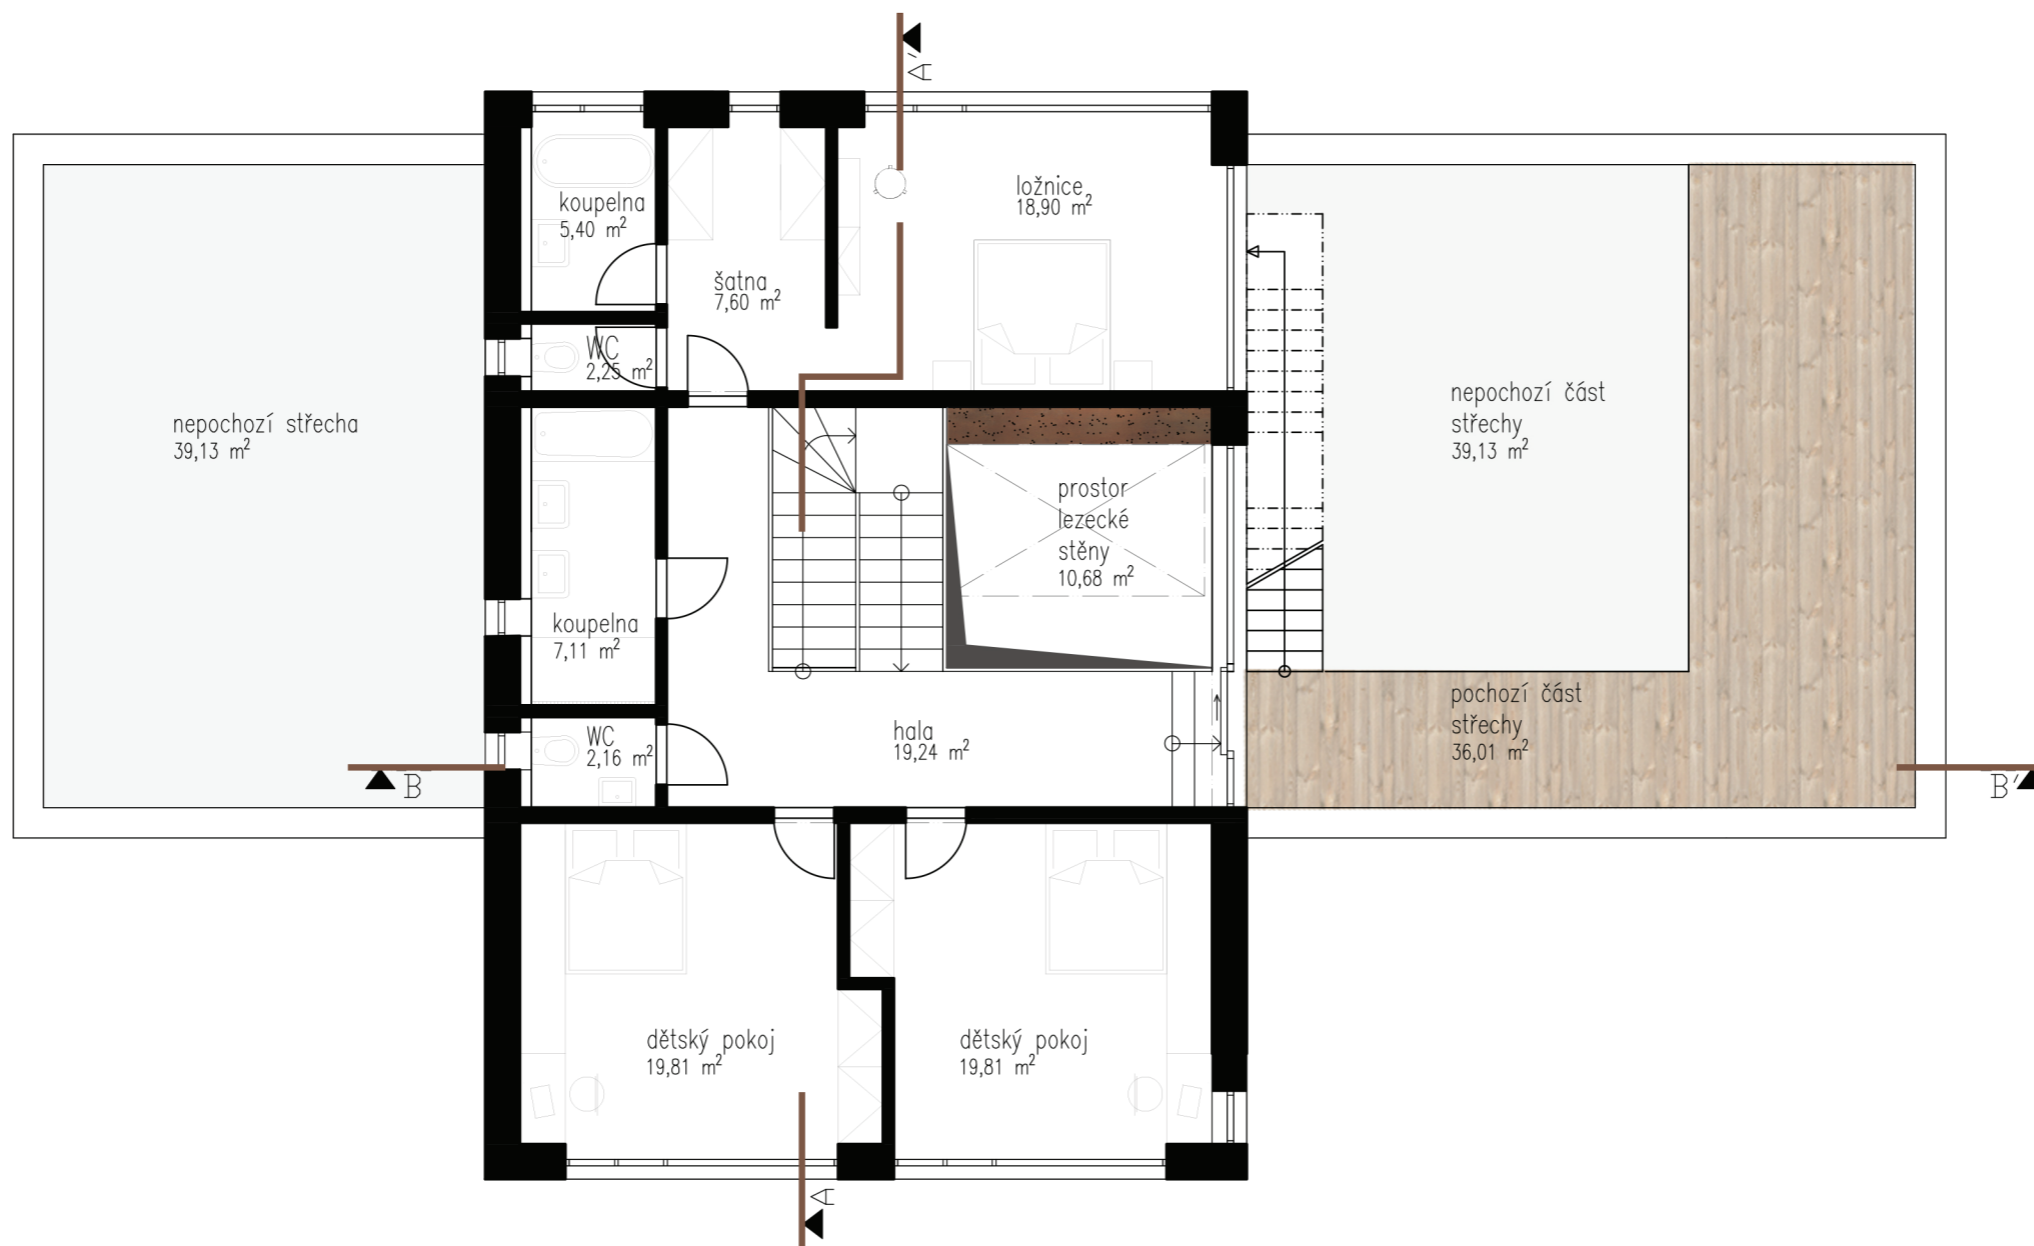 A'
koupelna
5,40 m²
ložnice
18,90 m²
šatna
7,60 m²
WC
2,25 m²
nepochozí střecha
39,13 m²
nepochozí část
střechy
39,13 m²
prostor
lezecké
stěny
10,68 m²
koupelna
7,11 m²
WC
2,16 m²
hala
19,24 m²
pochozí část
střechy
36,01 m²
B
B'
dětský pokoj
19,81 m²
dětský pokoj
19,81 m²
A